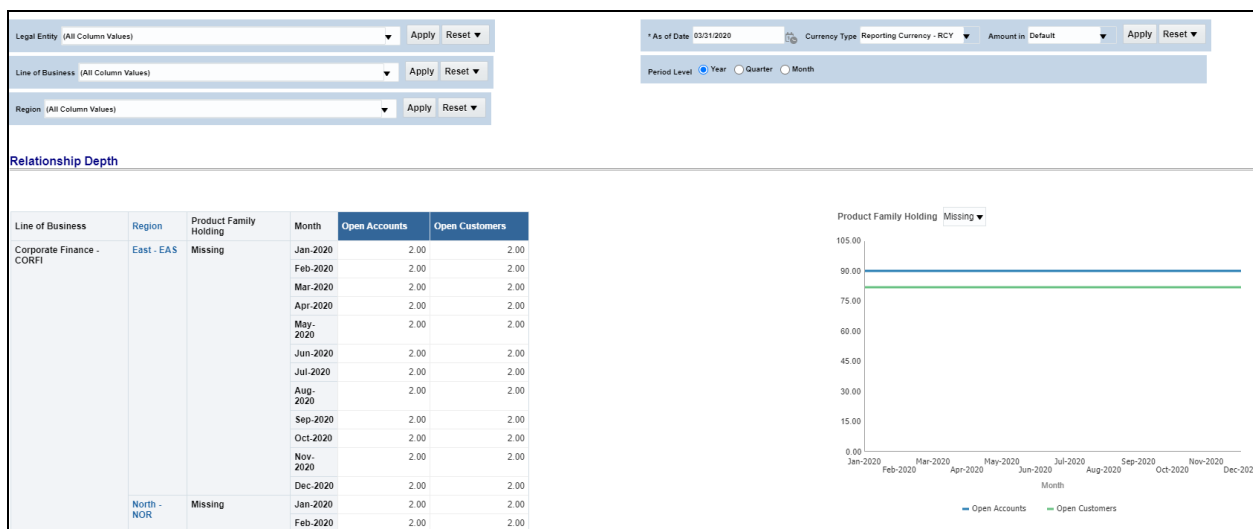 Legal Entity (All Column Values) Apply Reset
* As of Date 03/31/2020 Currency Type Reporting Currency - RCY Amount in Default Apply Reset
Line of Business (All Column Values) Apply Reset
Period Level Year Quarter Month
Region (All Column Values) Apply Reset
Relationship Depth
Line of Business Region Product Family Holding Month Open Accounts Open Customers
Corporate Finance - CORFI East - EAS Missing Jan-2020 2.00 2.00
Feb-2020 2.00 2.00
Mar-2020 2.00 2.00
Apr-2020 2.00 2.00
May-2020 2.00 2.00
Jun-2020 2.00 2.00
Jul-2020 2.00 2.00
Aug-2020 2.00 2.00
Sep-2020 2.00 2.00
Oct-2020 2.00 2.00
Nov-2020 2.00 2.00
Dec-2020 2.00 2.00
North - NOR Missing Jan-2020 2.00 2.00
Feb-2020 2.00 2.00
Product Family Holding Missing
105.00
90.00
75.00
60.00
45.00
30.00
15.00
0.00
Jan-2020 Mar-2020 May-2020 Jul-2020 Sep-2020 Nov-2020
Feb-2020 Apr-2020 Jun-2020 Aug-2020 Oct-2020 Dec-202
Month
Open Accounts Open Customers